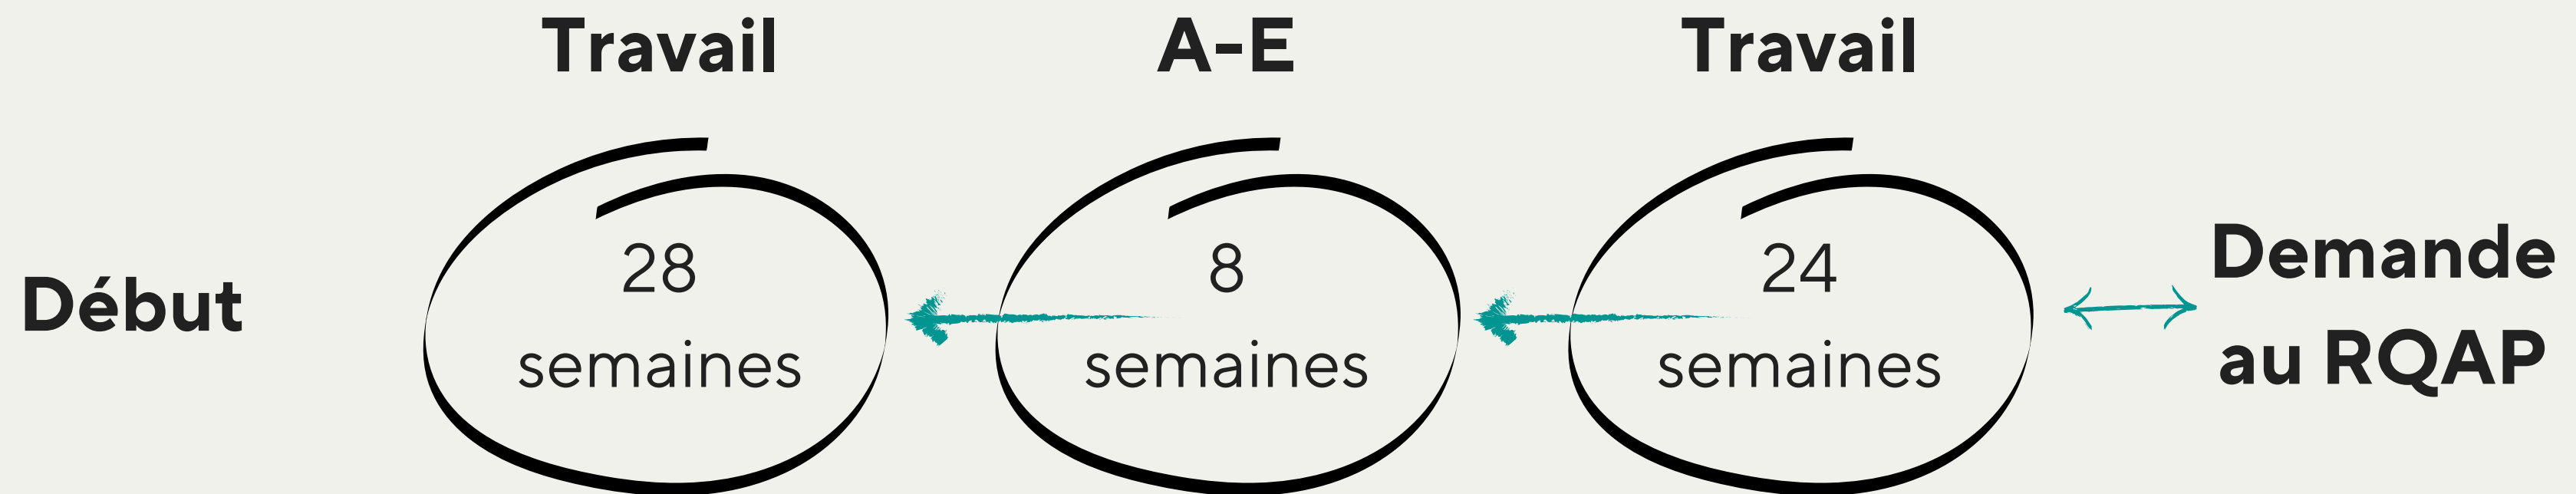 Travail
A-E
Travail
28
semaines
8
semaines
24
semaines
Début
Demande
au RQAP